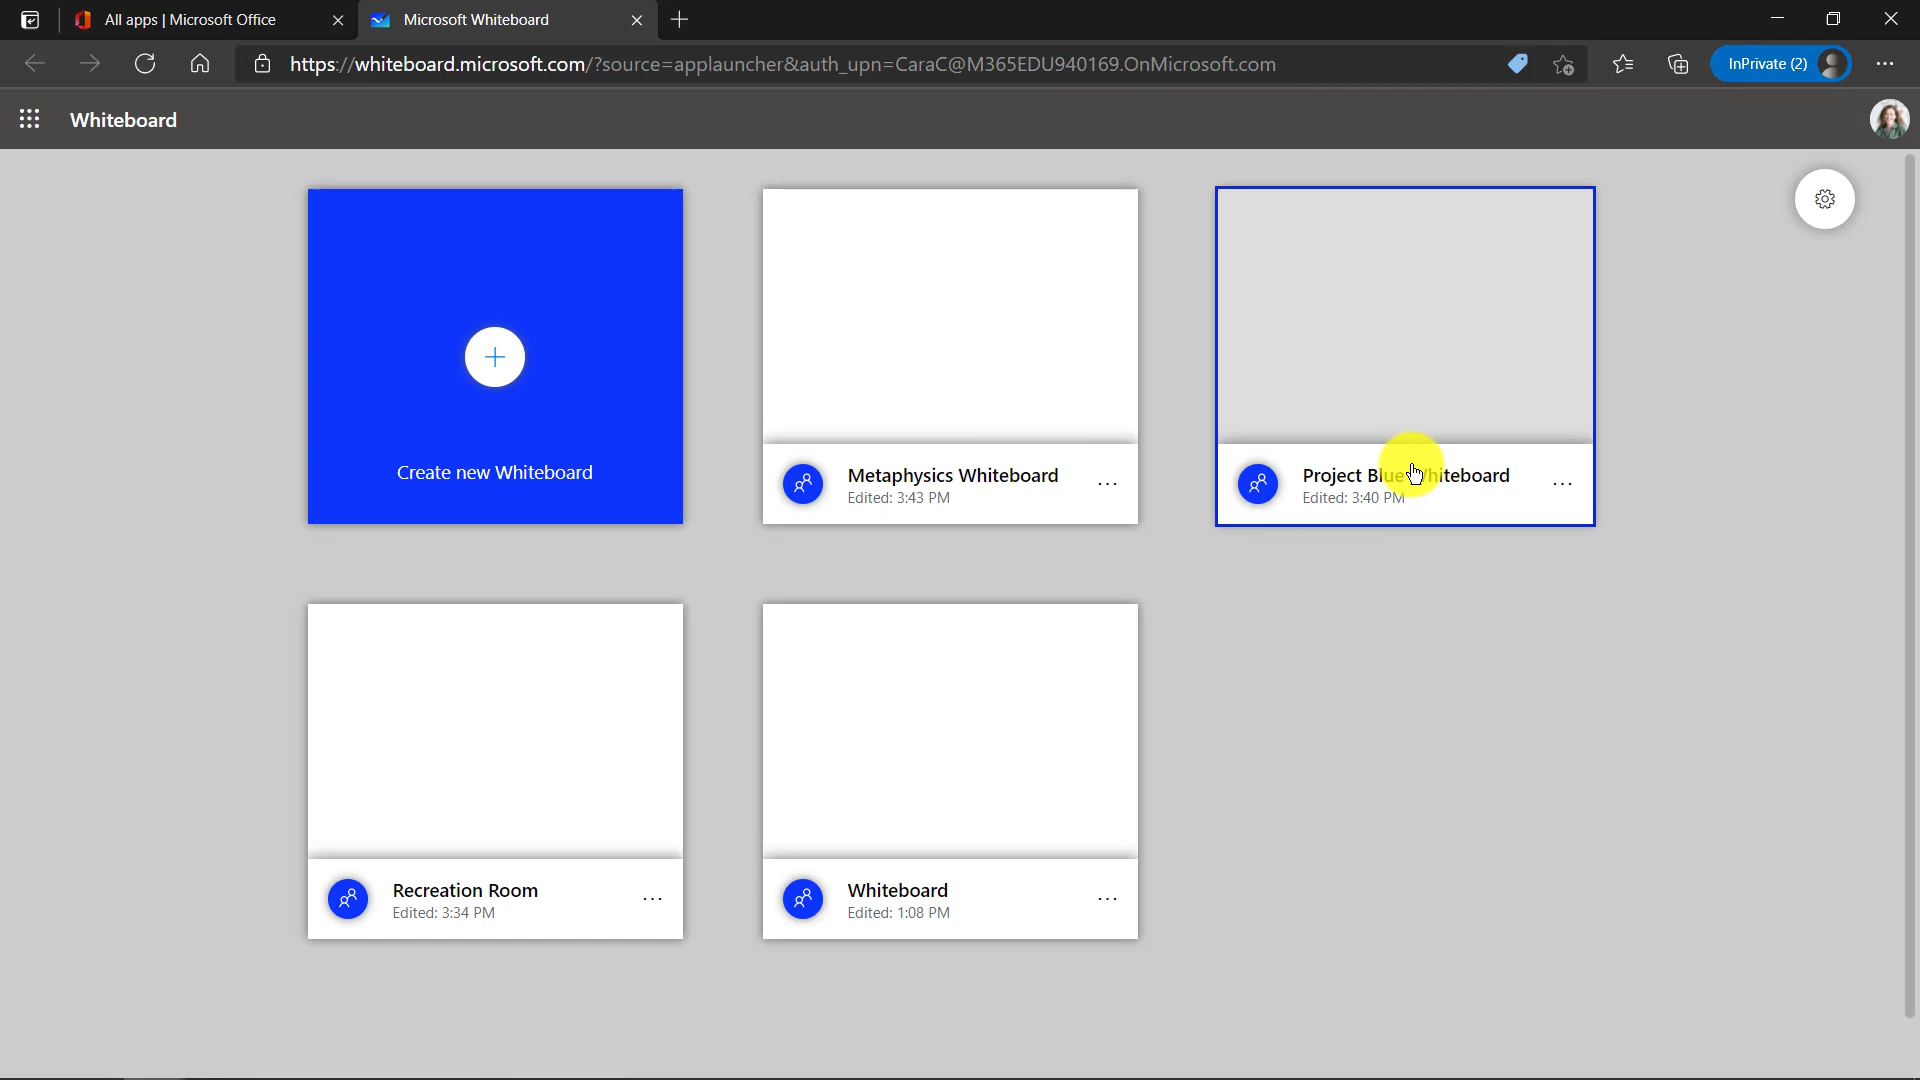 All apps | Microsoft Office
Microsoft Whiteboard
https://whiteboard.microsoft.com/?source=applauncher&auth_upn=CaraC@M365EDU940169.OnMicrosoft.com
InPrivate (2)
Whiteboard
Create new Whiteboard
Metaphysics Whiteboard
Edited: 3:43 PM
Project Blue Whiteboard
Edited: 3:40 PM
Recreation Room
Edited: 3:34 PM
Whiteboard
Edited: 1:08 PM